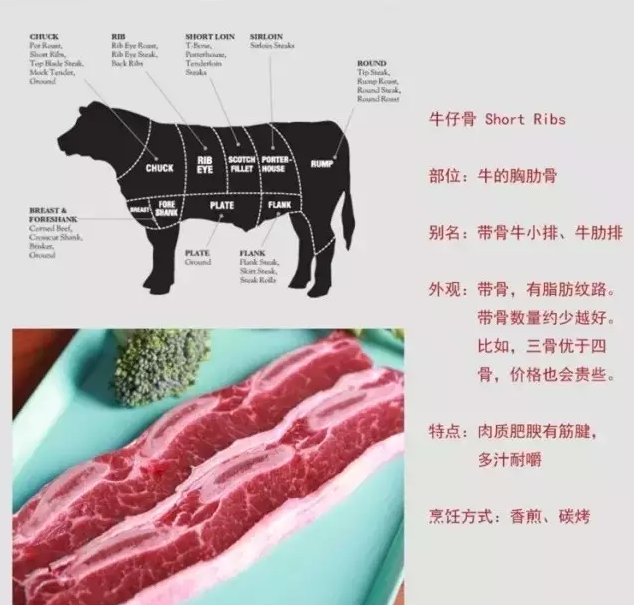 CHUCK
Pot Roast,
Short Ribs,
Top Blade Steak,
Mock Tender,
Ground
RIB
Rib Eye Roast,
Rib Eye Steak,
Back Ribs
SHORT LOIN
T-Bone,
Porterhouse,
Tenderloin
Steaks
SIRLOIN
Sirloin Steaks
ROUND
Tip Steak,
Rump Roast,
Round Steak,
Round Roast
CHUCK
RIB
EYE
SCOTCH
FILLET
PORTER-
HOUSE
RUMP
BREAST
FORE
SHANK
PLATE
FLANK
BREAST &
FORESHANK
Corned Beef,
Crosscut Shank,
Brisket,
Ground
PLATE
Ground
FLANK
Flank Steak,
Skirt Steak,
Steak Rolls
牛仔骨 Short Ribs
部位：牛的胸肋骨
别名：带骨牛小排、牛肋排
外观：带骨，有脂肪纹路。
带骨数量约少越好。
比如，三骨优于四
骨，价格也会贵些。
特点：肉质肥腴有筋腱，
多汁耐嚼
烹饪方式：香煎、碳烤